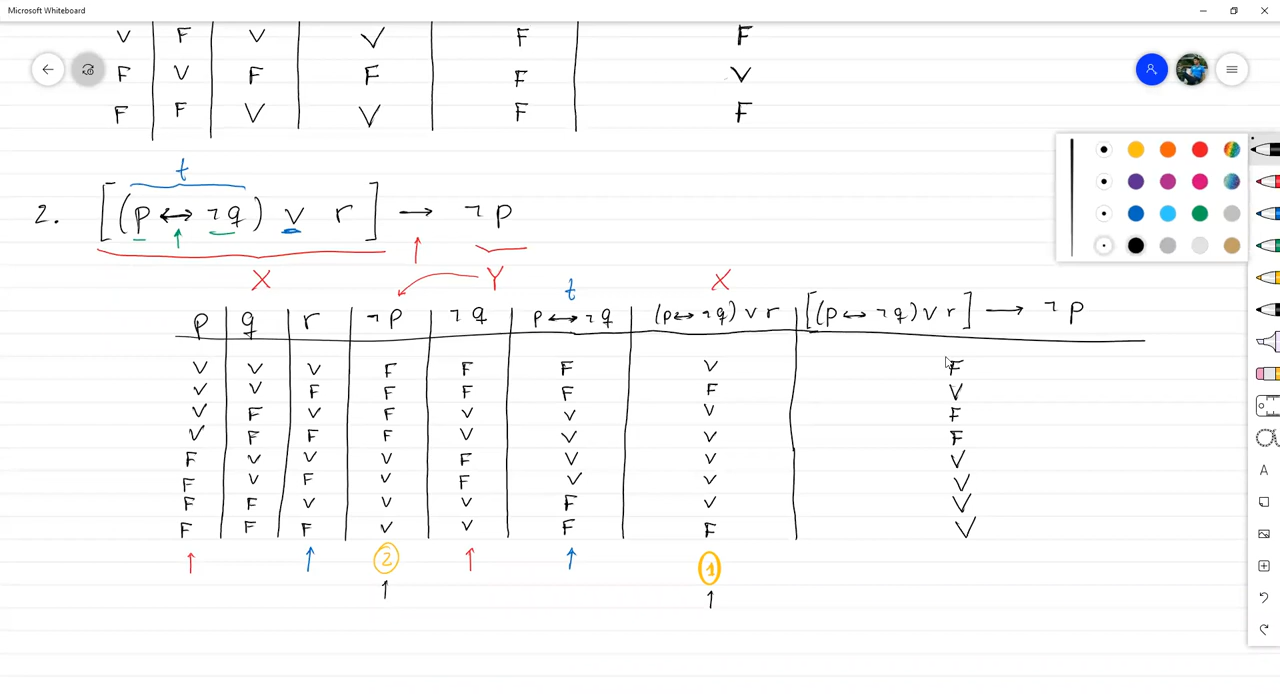 Microsoft Whiteboard
V F V V F F
F V F F F V
F F V V F F
t
2. [(p ↔ ¬q) ∨ r] → ¬p
X Y
t X
p q r ¬p ¬q p ↔ ¬q (p ↔ ¬q) ∨ r [(p ↔ ¬q) ∨ r] → ¬p
V V V F F F V F
V V F F F F F V
V F V F V V V F
V F F F V V V F
F V V V F V V V
F V F V F V V V
F F V V V F V V
F F F V V F F V
2 1
A